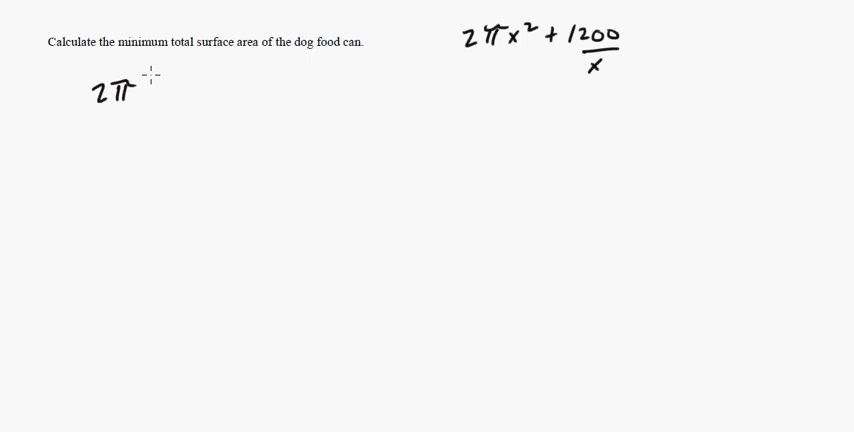 Calculate the minimum total surface area of the dog food can.
2πx² + 1200/x
2π